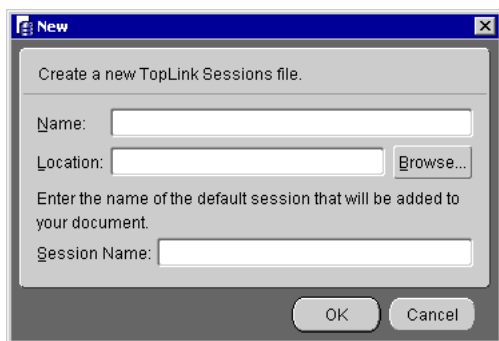 New
Create a new TopLink Sessions file.
Name:
Location:
Browse...
Enter the name of the default session that will be added to
your document.
Session Name:
OK
Cancel